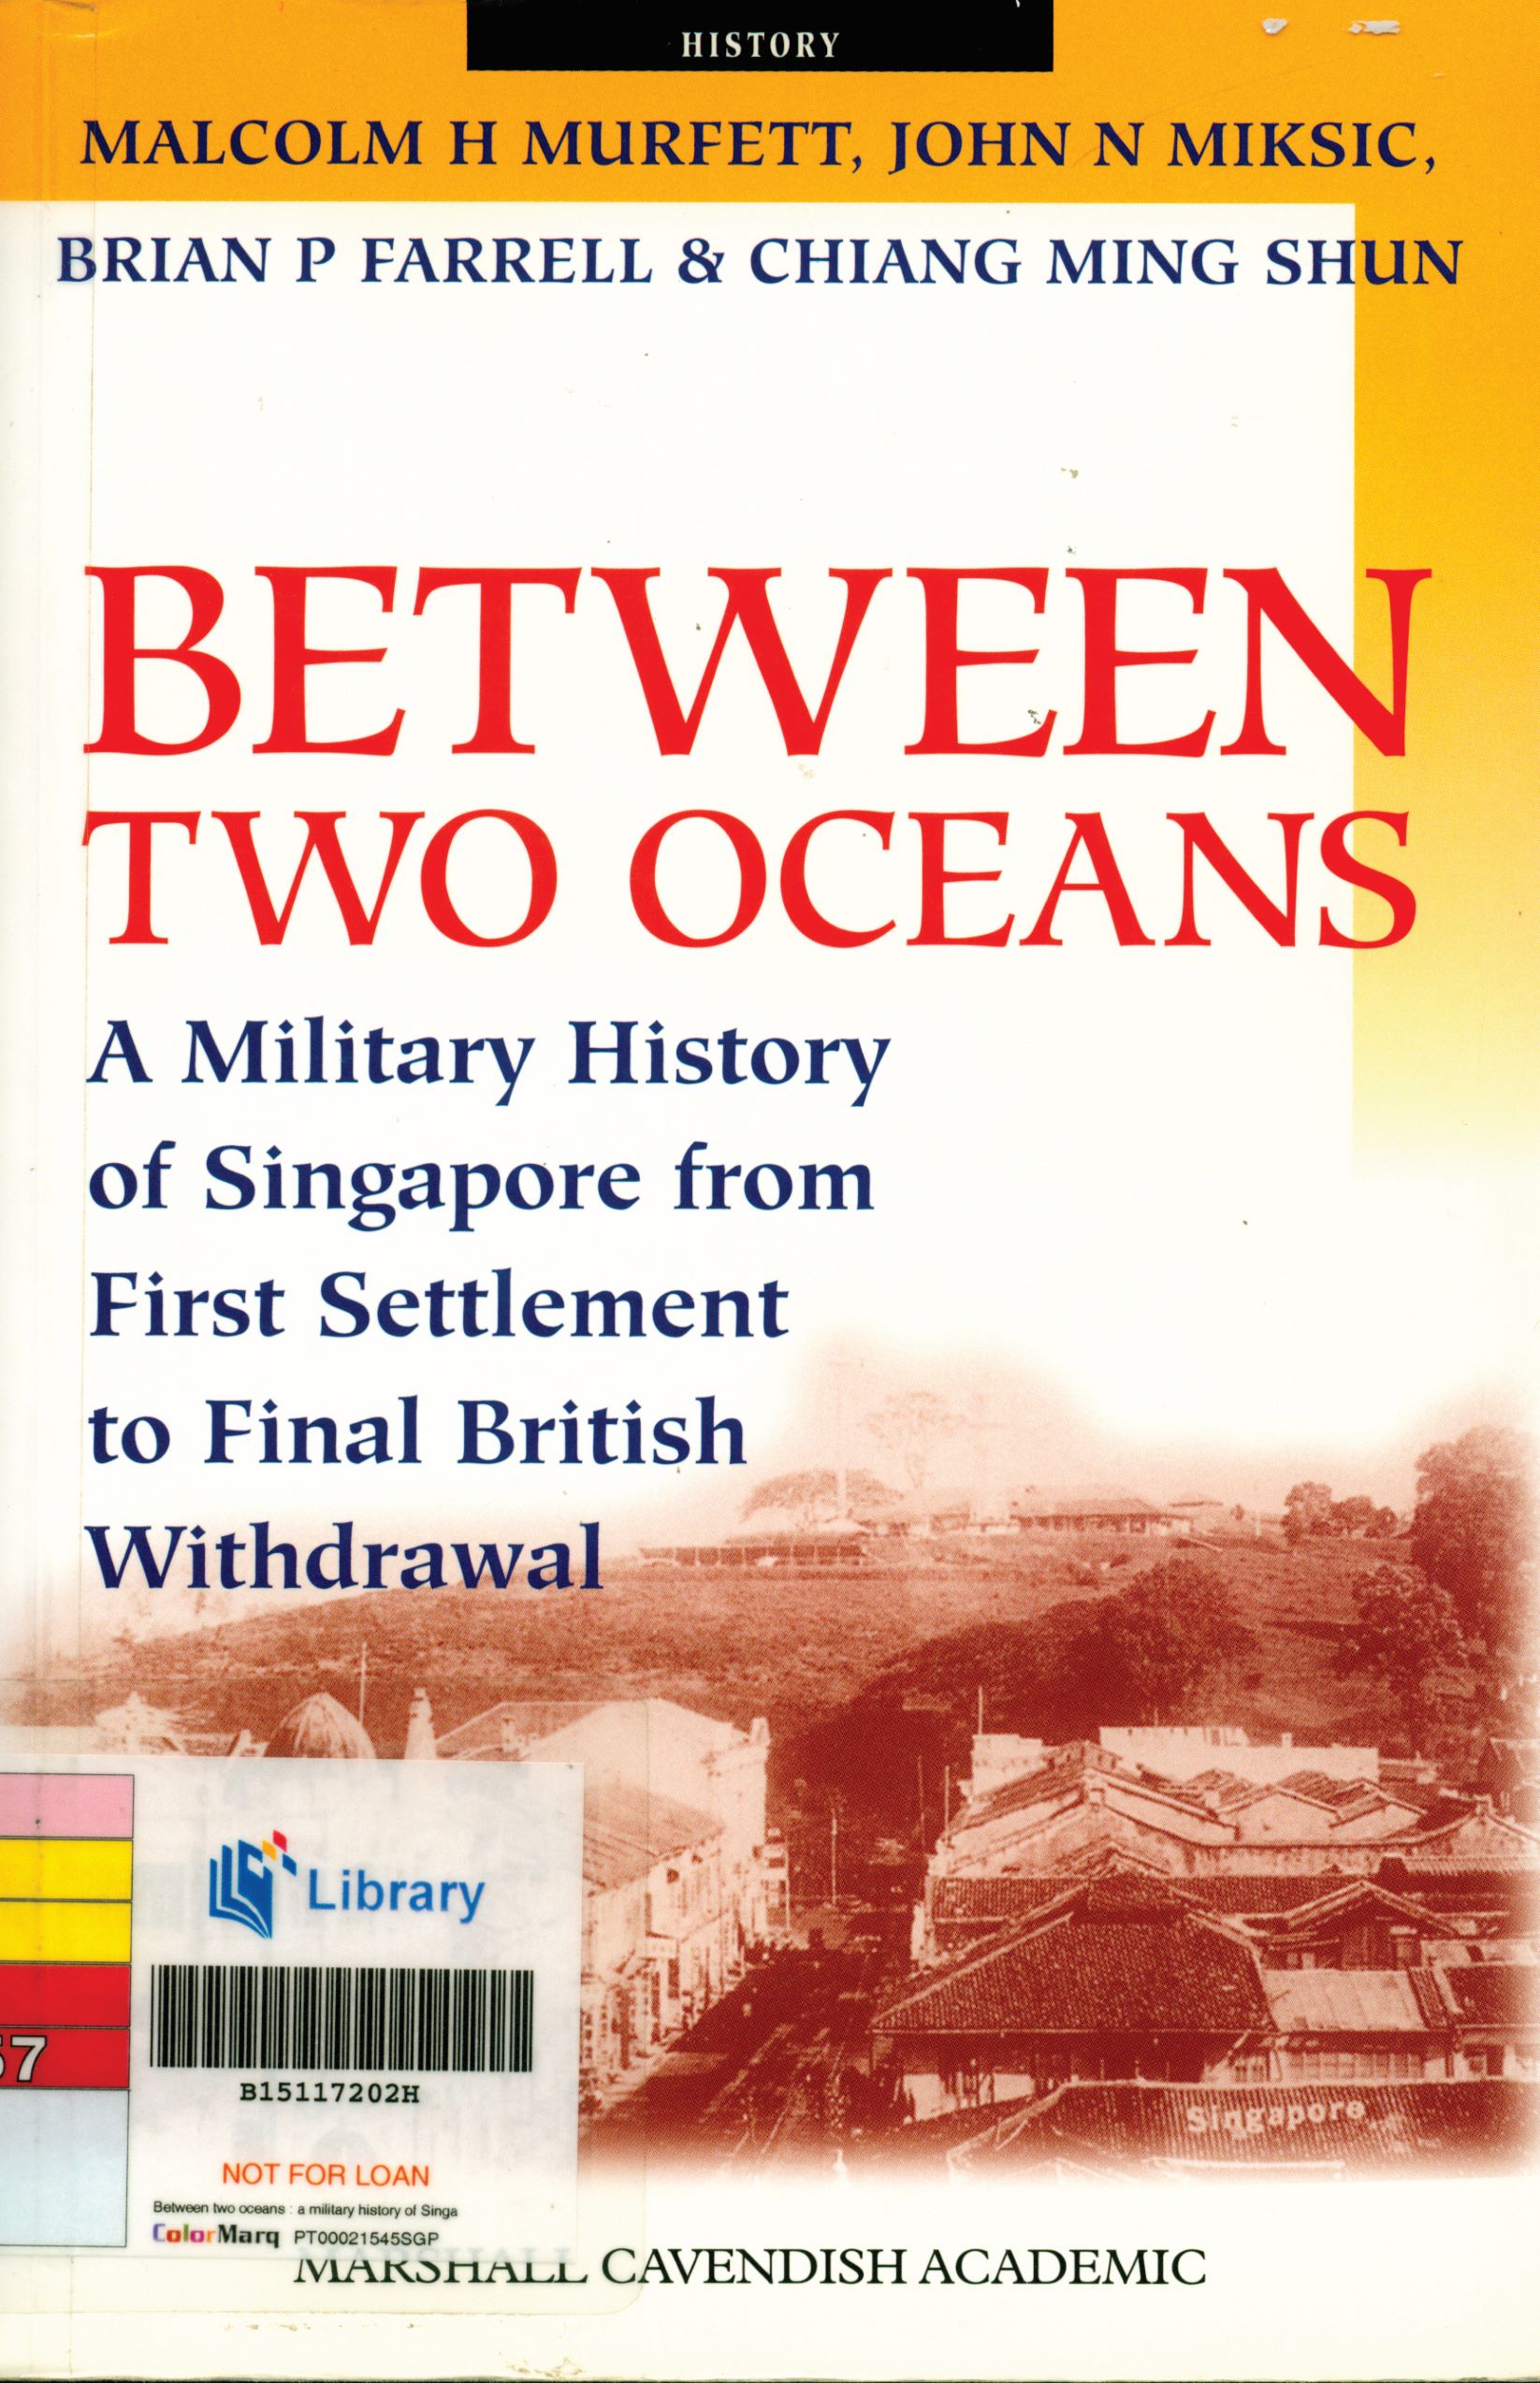 HISTORY
MALCOLM H MURFETT, JOHN N MIKSIC,
BRIAN P FARRELL & CHIANG MING SHUN
BETWEEN
TWO OCEANS
A Military History
of Singapore from
First Settlement
to Final British
Withdrawal
Library
57
B15117202H
NOT FOR LOAN
Between two oceans : a military history of Singa
ColorMarq PT00021545SGP
Singapore
MARSHALL CAVENDISH ACADEMIC